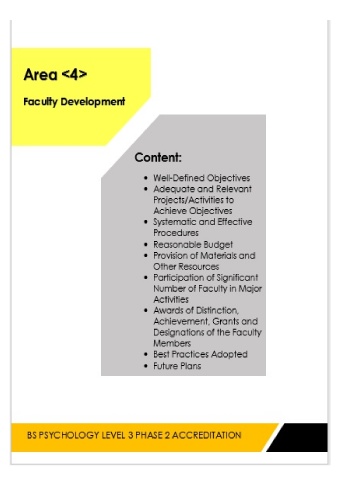 Area <4>
Faculty Development
Content:
• Well-Defined Objectives
• Adequate and Relevant
Projects/Activities to
Achieve Objectives
• Systematic and Effective
Procedures
• Reasonable Budget
• Provision of Materials and
Other Resources
• Participation of Significant
Number of Faculty in Major
Activities
• Awards of Distinction,
Achievement, Grants and
Designations of the Faculty
Members
• Best Practices Adopted
• Future Plans
BS PSYCHOLOGY LEVEL 3 PHASE 2 ACCREDITATION